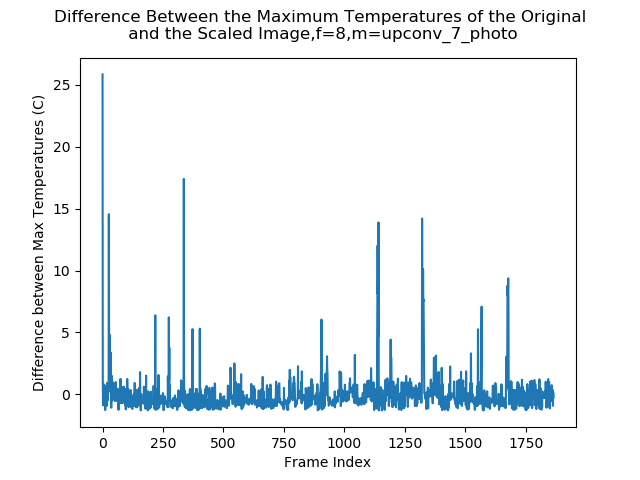 Difference Between the Maximum Temperatures of the Original
and the Scaled Image,f=8,m=upconv_7_photo
Difference between Max Temperatures (C)
25
20
15
10
5
0
0 250 500 750 1000 1250 1500 1750
Frame Index